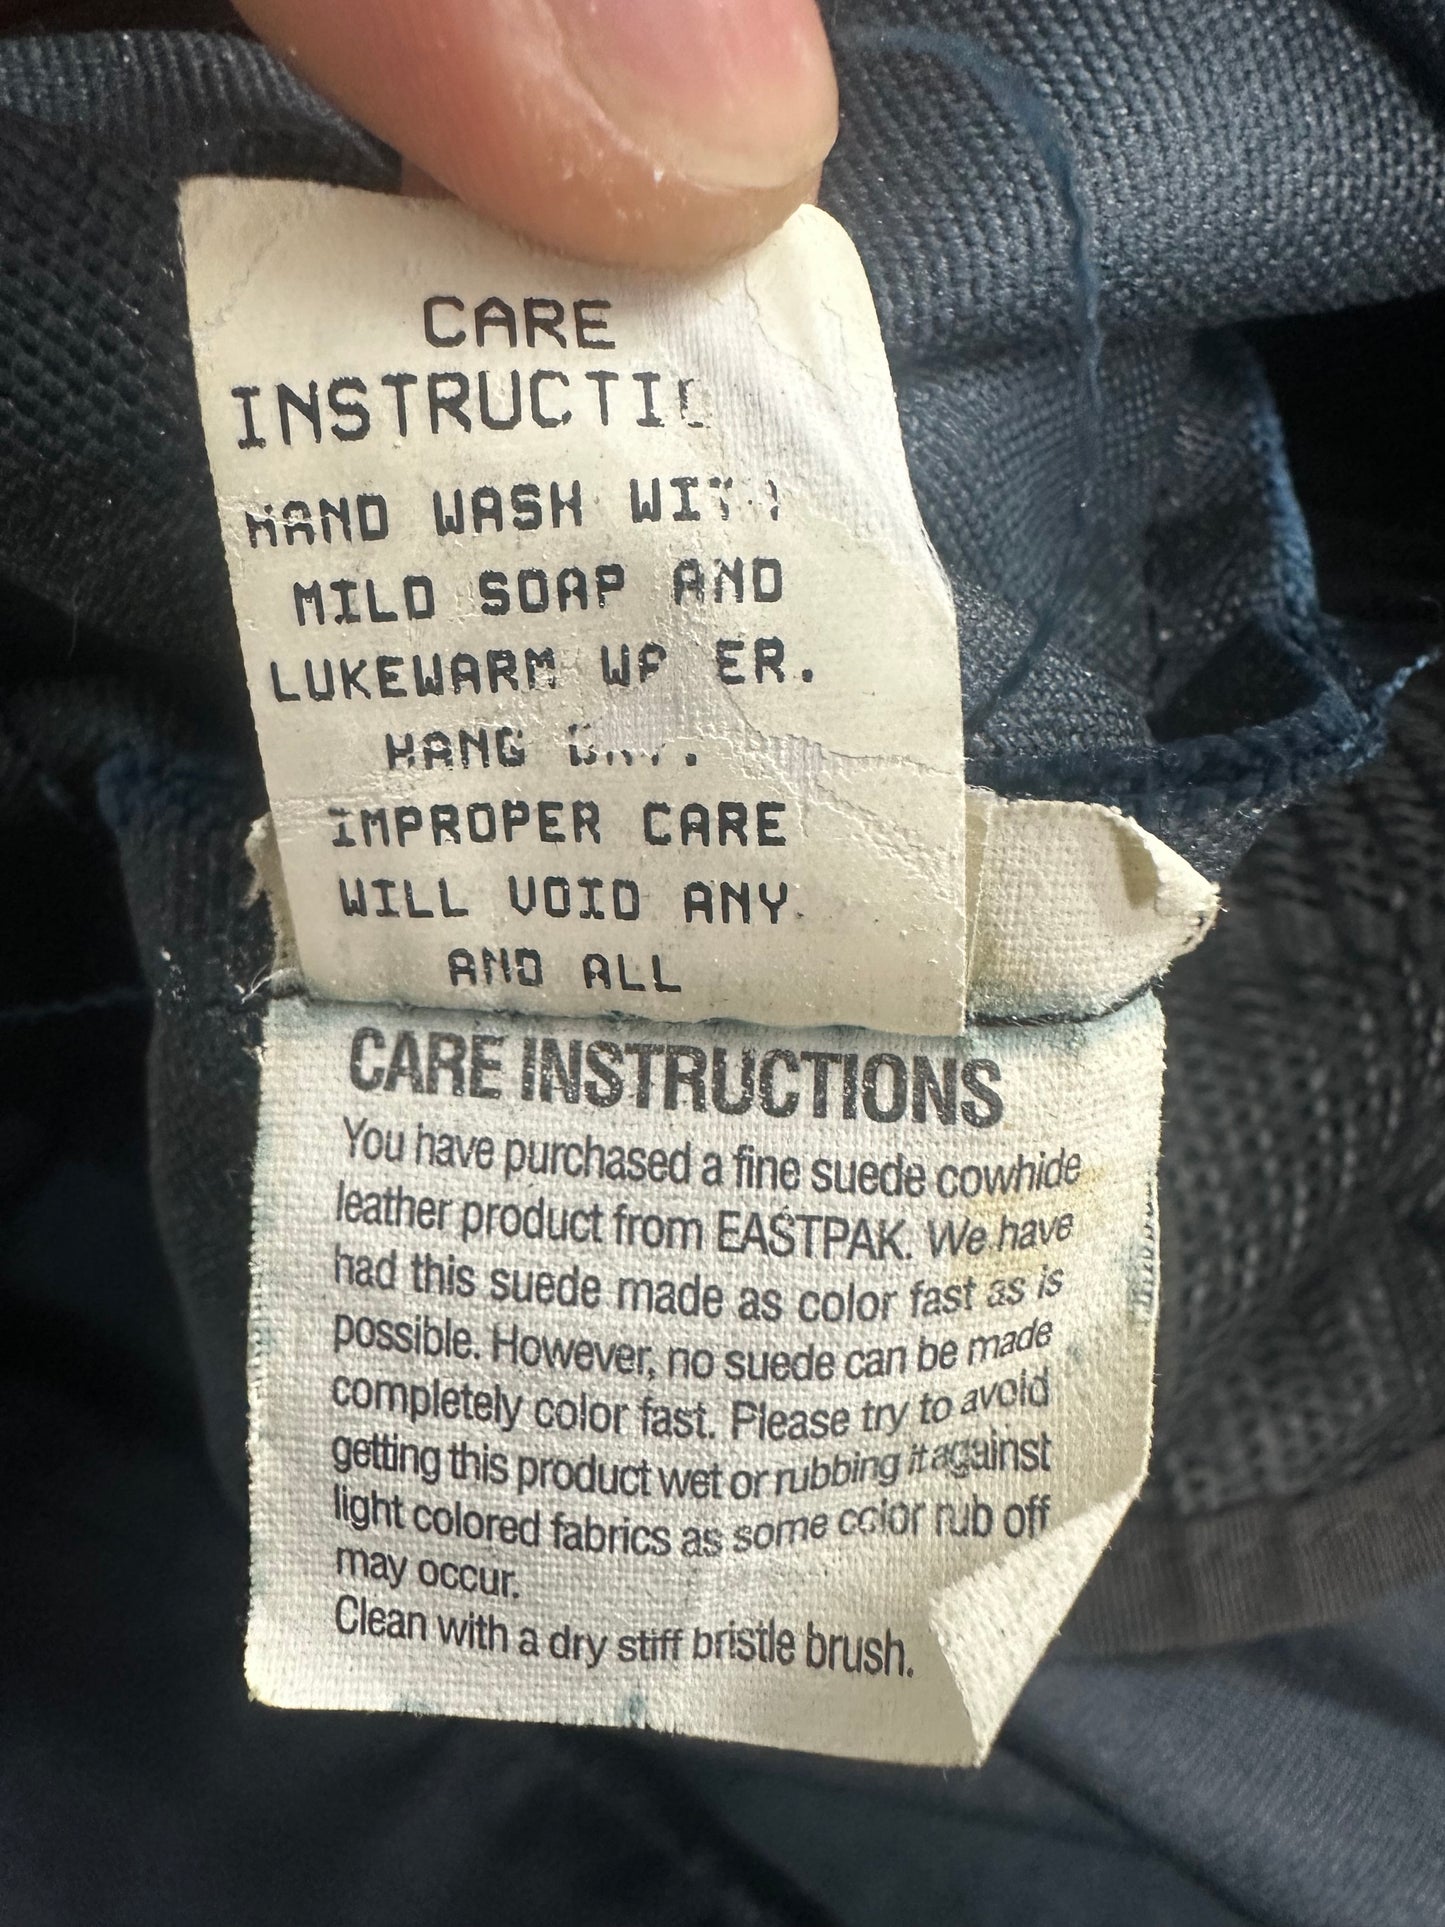 CARE
INSTRUCTIO
HAND WASH WITH
MILD SOAP AND
LUKEWARM WA ER.
HANG DRY.
IMPROPER CARE
WILL VOID ANY
AND ALL
CARE INSTRUCTIONS
You have purchased a fine suede cowhide
leather product from EASTPAK. We have
had this suede made as color fast as is
possible. However, no suede can be made
completely color fast. Please try to avoid
getting this product wet or rubbing it against
light colored fabrics as some color rub off
may occur.
Clean with a dry stiff bristle brush.